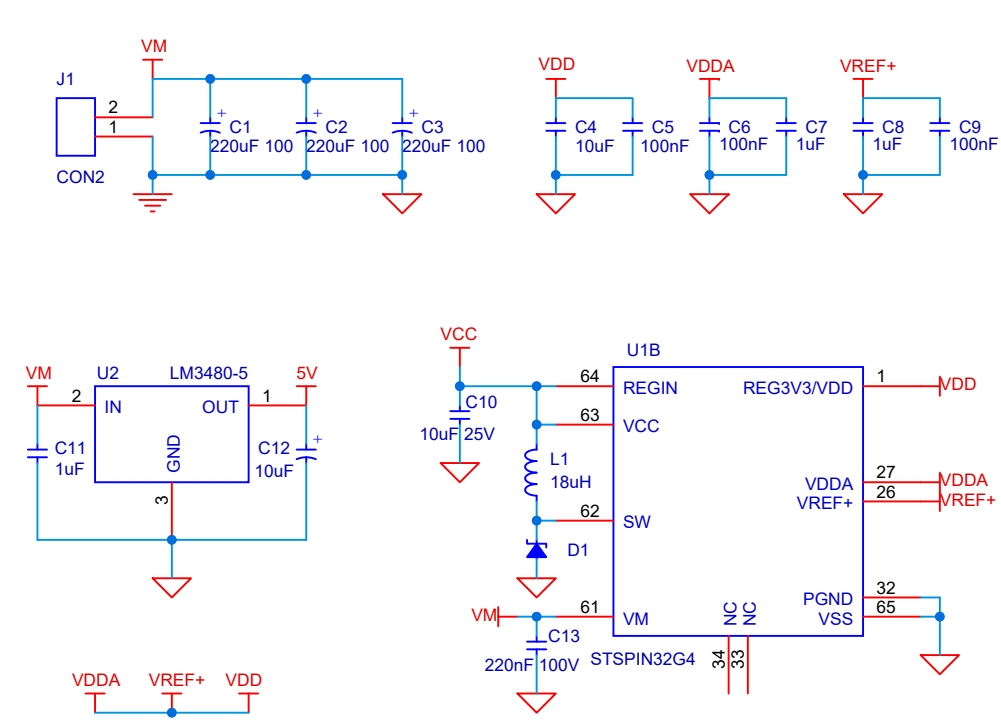 VM
J1
2
1
CON2
+
C1
220uF 100
+
C2
220uF 100
+
C3
220uF 100
VDD
C4
10uF
C5
100nF
VDDA
C6
100nF
C7
1uF
VREF+
C8
1uF
C9
100nF
VM
U2
LM3480-5
5V
2
IN
OUT
1
GND
3
C11
1uF
C12
10uF
+
VCC
C10
10uF 25V
L1
18uH
D1
VM
C13
220nF 100V
U1B
64
REGIN
63
VCC
62
SW
61
VM
REG3V3/VDD
1
VDD
VDDA
27
VDDA
VREF+
26
VREF+
PGND
32
VSS
65
NC
NC
34
33
STSPIN32G4
VDDA
VREF+
VDD